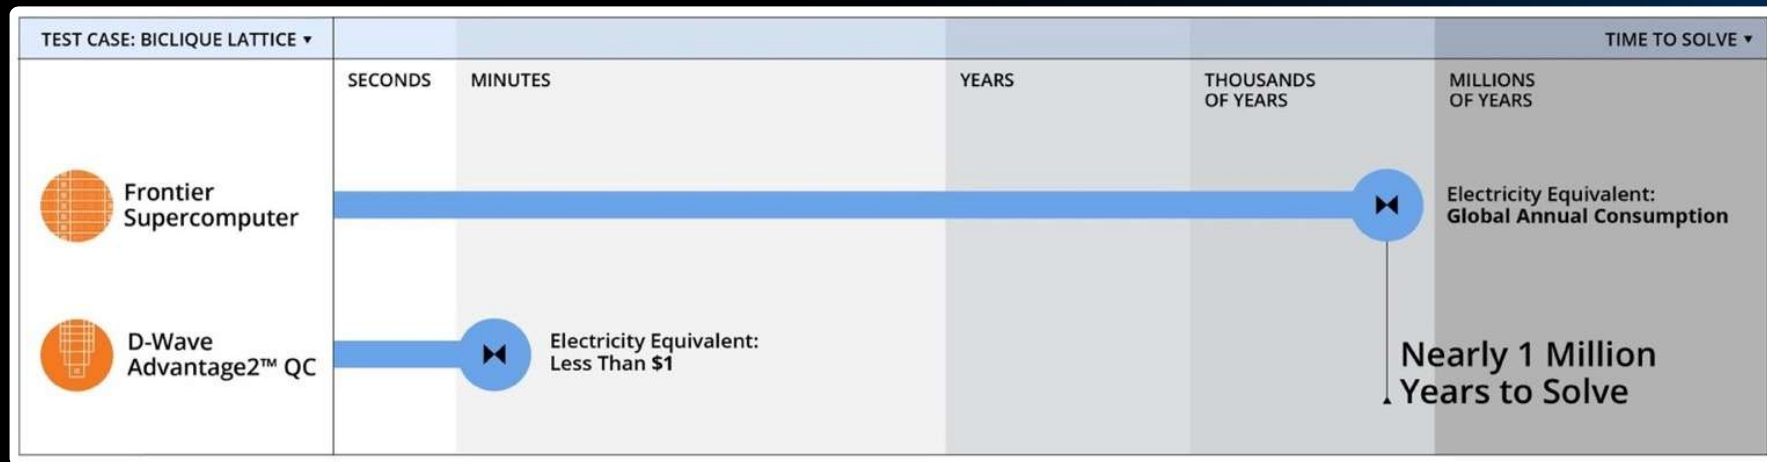 TEST CASE: BICLIQUE LATTICE ▾
TIME TO SOLVE ▾
SECONDS
MINUTES
YEARS
THOUSANDS
OF YEARS
MILLIONS
OF YEARS
Frontier
Supercomputer
Electricity Equivalent:
Global Annual Consumption
D-Wave
Advantage2™ QC
Electricity Equivalent:
Less Than $1
Nearly 1 Million
Years to Solve